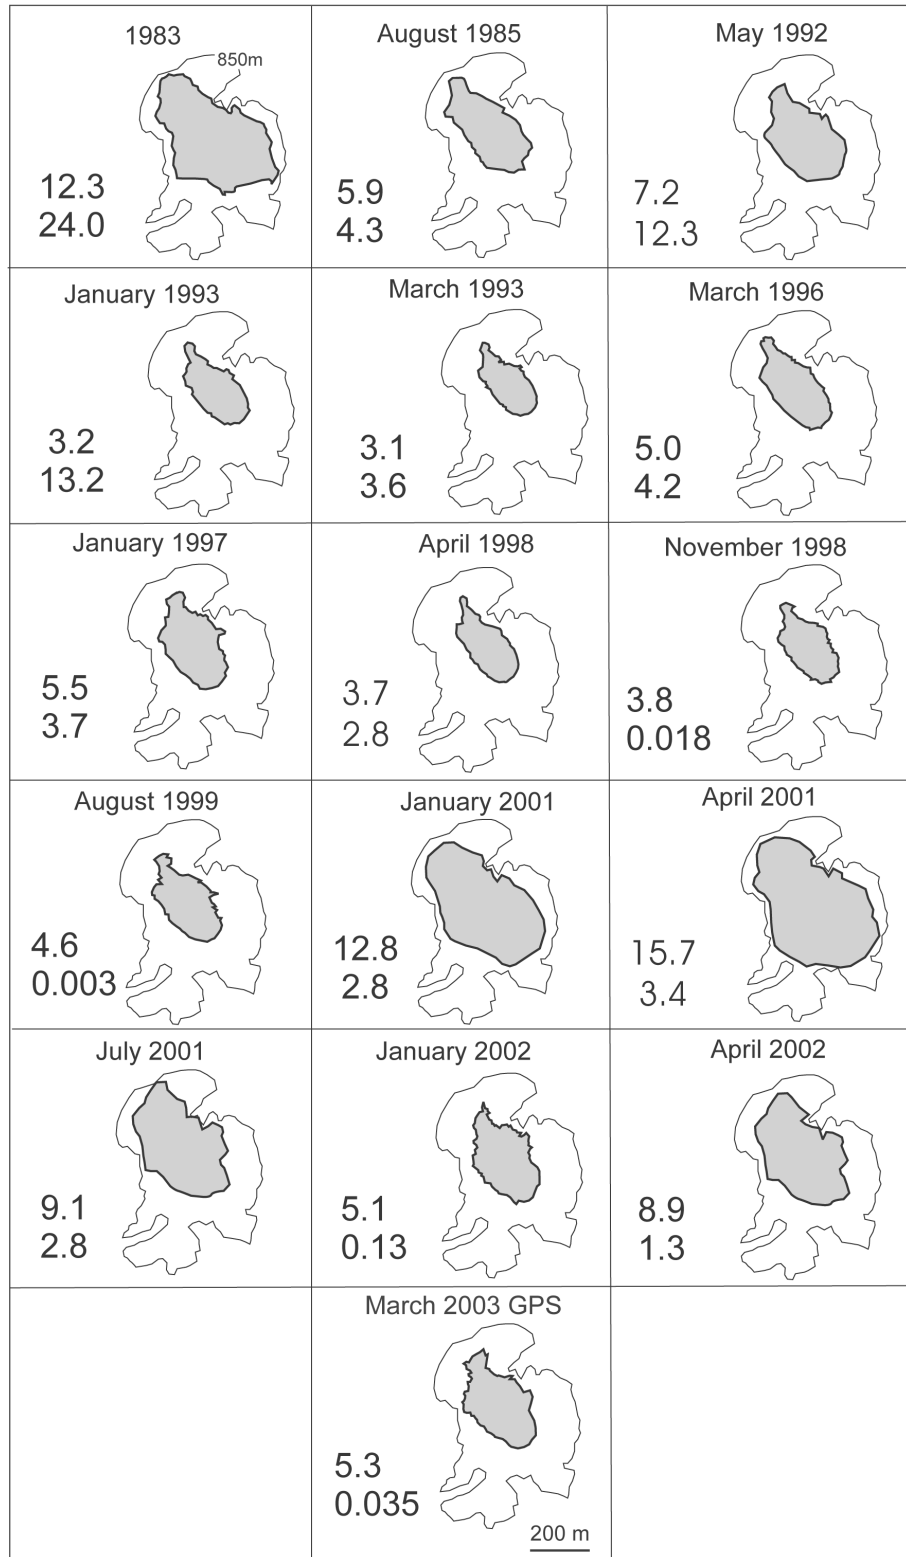 1983
850m
12.3
24.0
August 1985
5.9
4.3
May 1992
7.2
12.3
January 1993
3.2
13.2
March 1993
3.1
3.6
March 1996
5.0
4.2
January 1997
5.5
3.7
April 1998
3.7
2.8
November 1998
3.8
0.018
August 1999
4.6
0.003
January 2001
12.8
2.8
April 2001
15.7
3.4
July 2001
9.1
2.8
January 2002
5.1
0.13
April 2002
8.9
1.3
March 2003 GPS
5.3
0.035
200 m